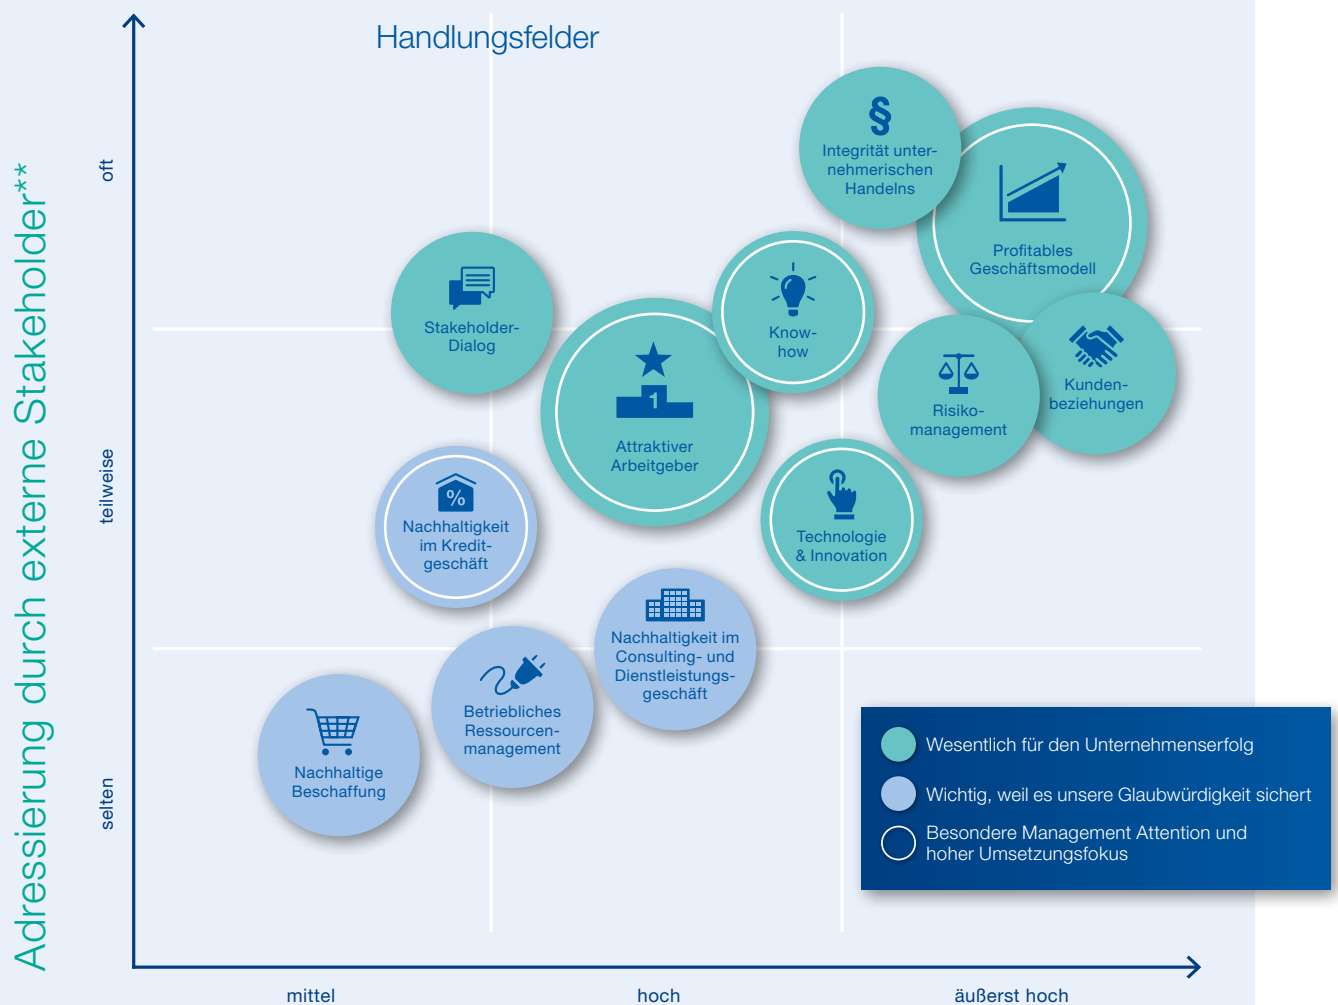 Handlungsfelder
Adressierung durch externe Stakeholder**
oft
teilweise
selten
§
Integrität unter-
nehmerischen
Handelns
Profitables
Geschäftsmodell
Stakeholder-
Dialog
Know-
how
1
Attraktiver
Arbeitgeber
Risiko-
management
Kunden-
beziehungen
%
Nachhaltigkeit
im Kredit-
geschäft
Technologie
& Innovation
Nachhaltigkeit im
Consulting- und
Dienstleistungs-
geschäft
Betriebliches
Ressourcen-
management
Nachhaltige
Beschaffung
Wesentlich für den Unternehmenserfolg
Wichtig, weil es unsere Glaubwürdigkeit sichert
Besondere Management Attention und
hoher Umsetzungsfokus
mittel
hoch
äußerst hoch